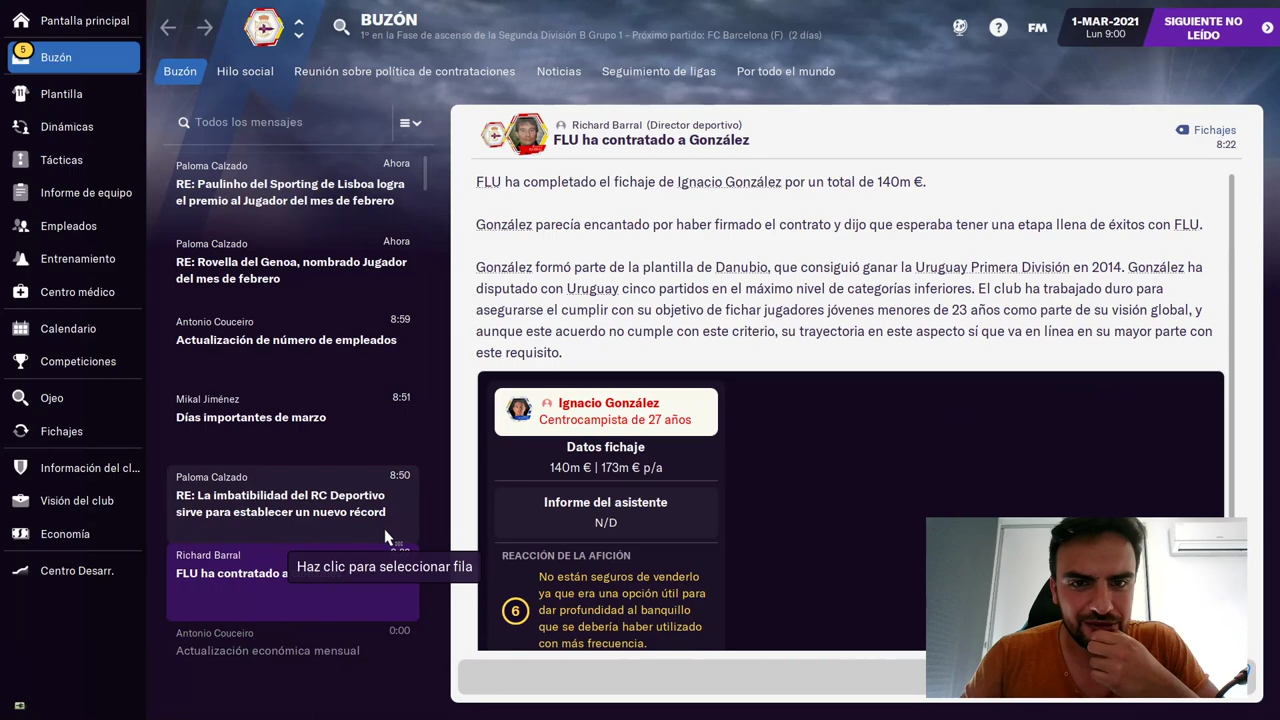 Pantalla principal
5
Buzón
Plantilla
Dinámicas
Tácticas
Informe de equipo
Empleados
Entrenamiento
Centro médico
Calendario
Competiciones
Ojeo
Fichajes
Información del cl...
Visión del club
Economía
Centro Desarr.
BUZÓN
1º en la Fase de ascenso de la Segunda División B Grupo 1 - Próximo partido: FC Barcelona (F) (2 días)
?
FM
1-MAR-2021
Lun 9:00
SIGUIENTE NO
LEÍDO
Buzón
Hilo social
Reunión sobre política de contrataciones
Noticias
Seguimiento de ligas
Por todo el mundo
Todos los mensajes
Paloma Calzado
Ahora
RE: Paulinho del Sporting de Lisboa logra
el premio al Jugador del mes de febrero
Paloma Calzado
Ahora
RE: Rovella del Genoa, nombrado Jugador
del mes de febrero
Antonio Couceiro
8:59
Actualización de número de empleados
Mikal Jiménez
8:51
Días importantes de marzo
Paloma Calzado
8:50
RE: La imbatibilidad del RC Deportivo
sirve para establecer un nuevo récord
Richard Barral
FLU ha contratado a
Haz clic para seleccionar fila
Antonio Couceiro
0:00
Actualización económica mensual
Richard Barral (Director deportivo)
FLU ha contratado a González
Fichajes
8:22
FLU ha completado el fichaje de Ignacio González por un total de 140m €.
González parecía encantado por haber firmado el contrato y dijo que esperaba tener una etapa llena de éxitos con FLU.
González formó parte de la plantilla de Danubio, que consiguió ganar la Uruguay Primera División en 2014. González ha
disputado con Uruguay cinco partidos en el máximo nivel de categorías inferiores. El club ha trabajado duro para
asegurarse el cumplir con su objetivo de fichar jugadores jóvenes menores de 23 años como parte de su visión global, y
aunque este acuerdo no cumple con este criterio, su trayectoria en este aspecto sí que va en línea en su mayor parte con
este requisito.
Ignacio González
Centrocampista de 27 años
Datos fichaje
140m € | 173m € p/a
Informe del asistente
N/D
REACCIÓN DE LA AFICIÓN
6
No están seguros de venderlo
ya que era una opción útil para
dar profundidad al banquillo
que se debería haber utilizado
con más frecuencia.